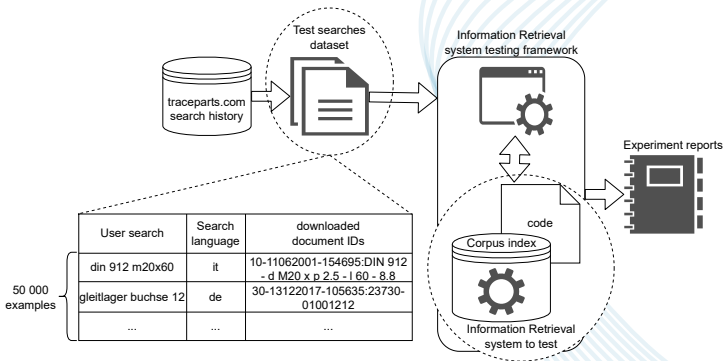 Test searches
dataset
Information Retrieval
system testing framework
traceparts.com
search history
Experiment reports
code
Corpus index
Information Retrieval
system to test
50 000
examples
User search
Search
language
downloaded
document IDs
din 912 m20x60
it
10-11062001-154695:DIN 912
- d M20 x p 2.5 - l 60 - 8.8
gleitlager buchse 12
de
30-13122017-105635:23730-
01001212
...
...
...